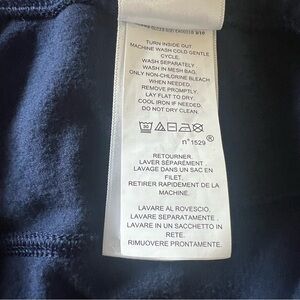 TURN INSIDE OUT
MACHINE WASH COLD GENTLE
CYCLE.
WASH SEPARATELY
WASH IN MESH BAG.
ONLY NON-CHLORINE BLEACH
WHEN NEEDED.
REMOVE PROMPTLY.
LAY FLAT TO DRY.
COOL IRON IF NEEDED.
DO NOT DRY CLEAN.
30
n°1529®
RETOURNER.
LAVER SÉPARÉMENT
LAVAGE DANS UN SAC EN
FILET.
RETIRER RAPIDEMENT DE LA
MACHINE.
LAVARE AL ROVESCIO,
LAVARE SEPARATAMENTE.
LAVARE IN UN SACCHETTO IN
RETE.
RIMUOVERE PRONTAMENTE.